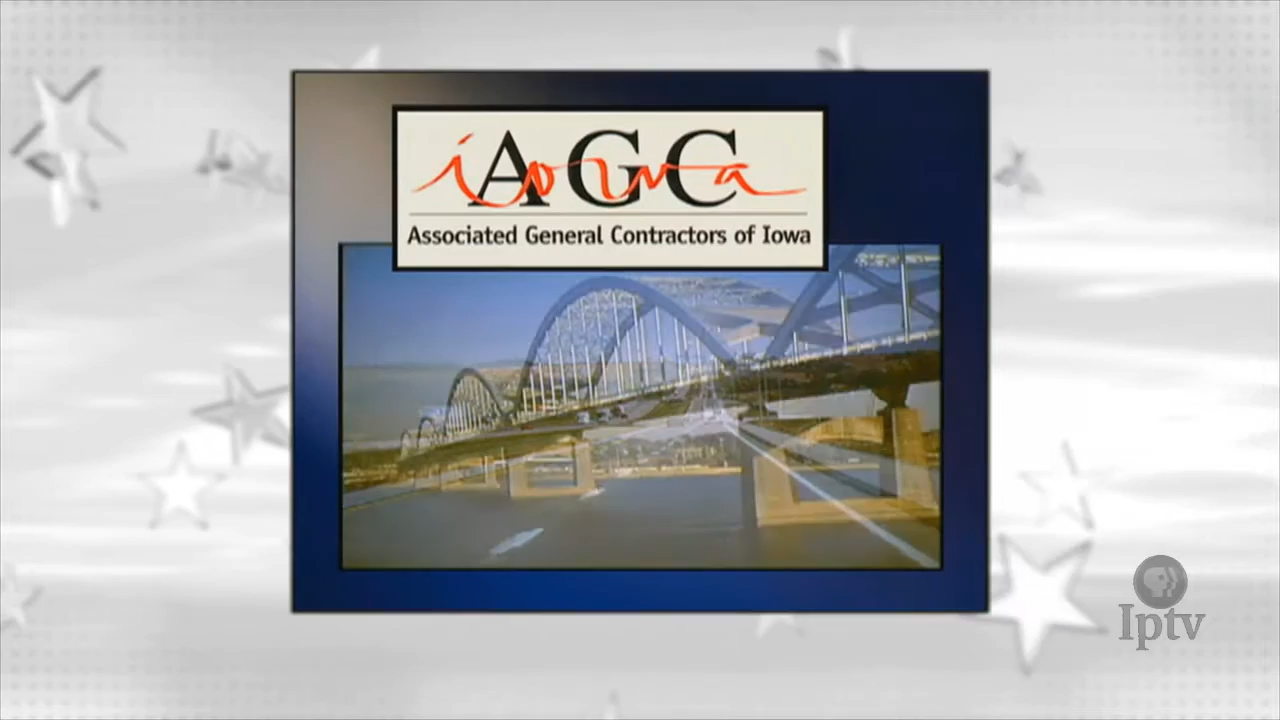 AGC
iowa
Associated General Contractors of Iowa
Iptv